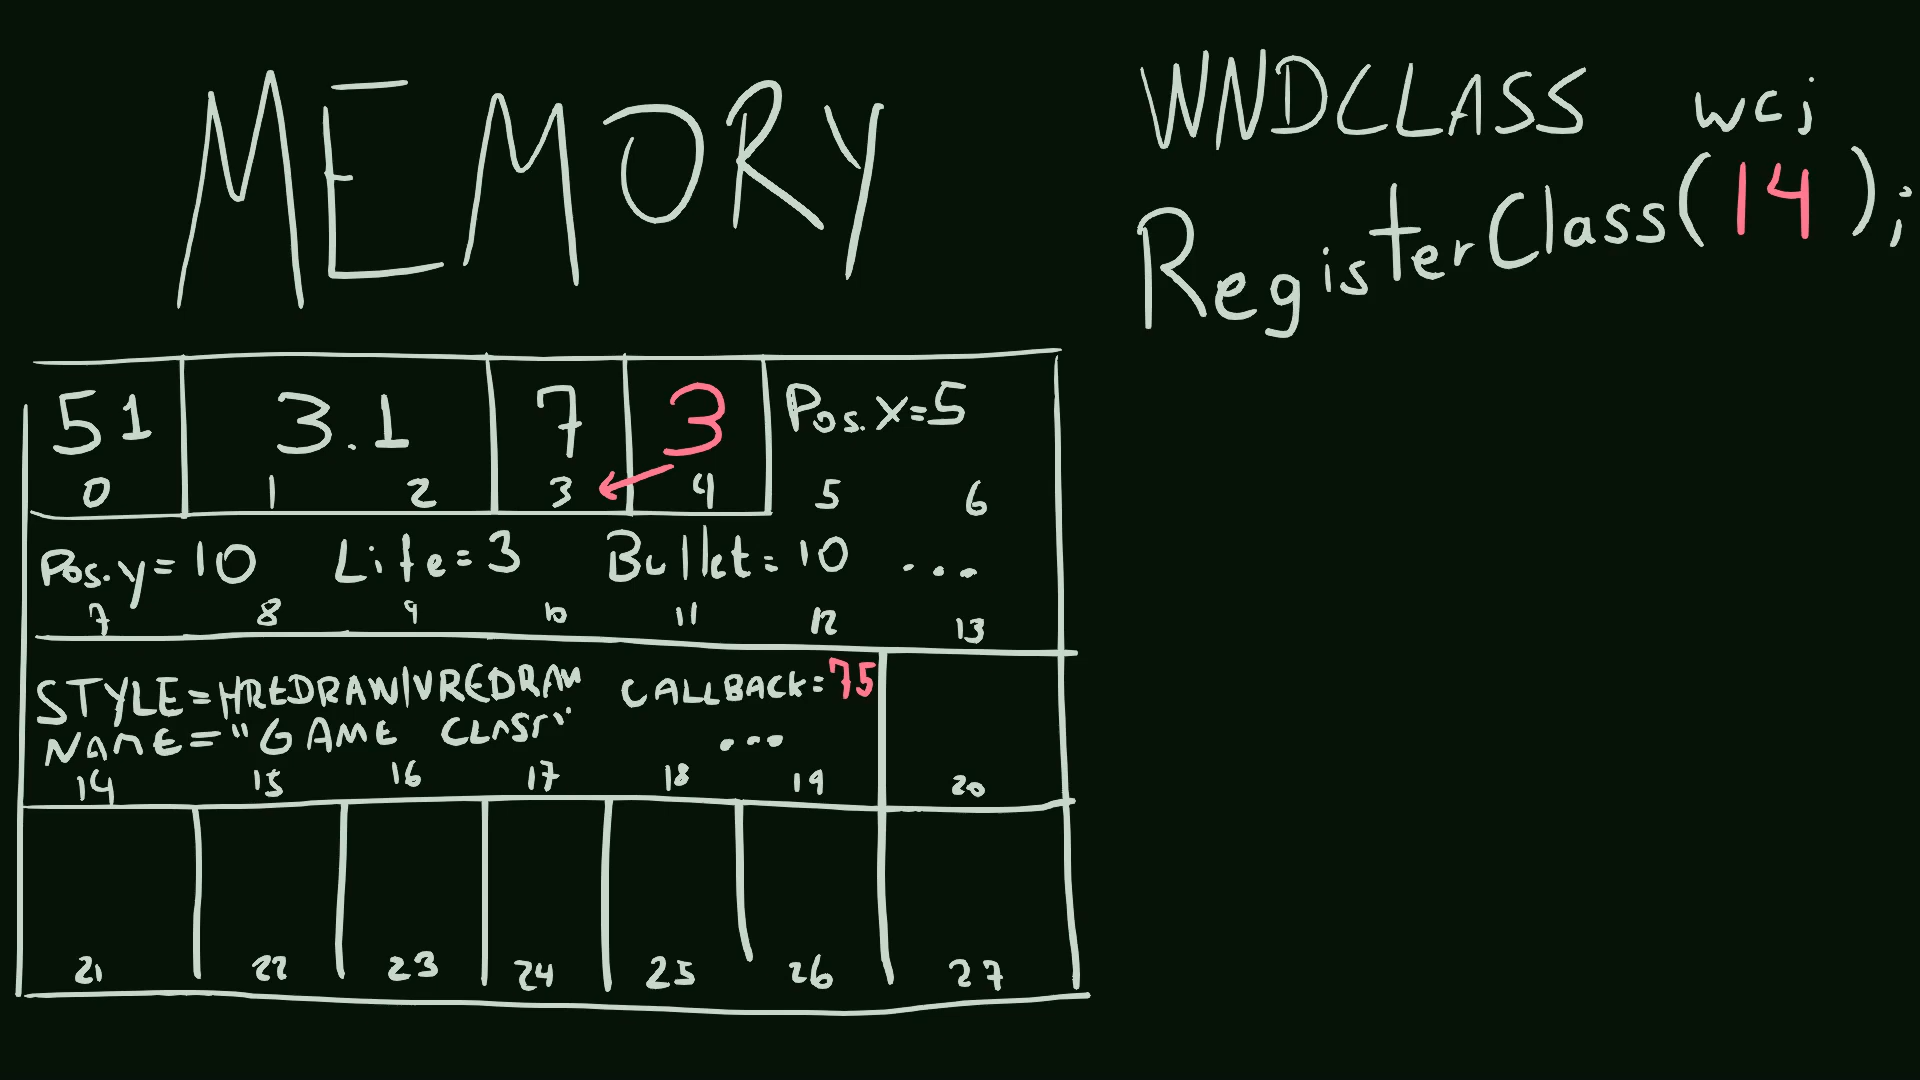 MEMORY
WNDCLASS wc;
RegisterClass(14);
51 3.1 7 3 Pos.x=5
0 1 2 3 4 5 6
Pos.y=10 Life=3 Bullet=10 ...
7 8 9 10 11 12 13
STYLE=HREDRAW|VREDRAW CALLBACK=75
NAME="GAME CLASS" ...
14 15 16 17 18 19 20
21 22 23 24 25 26 27